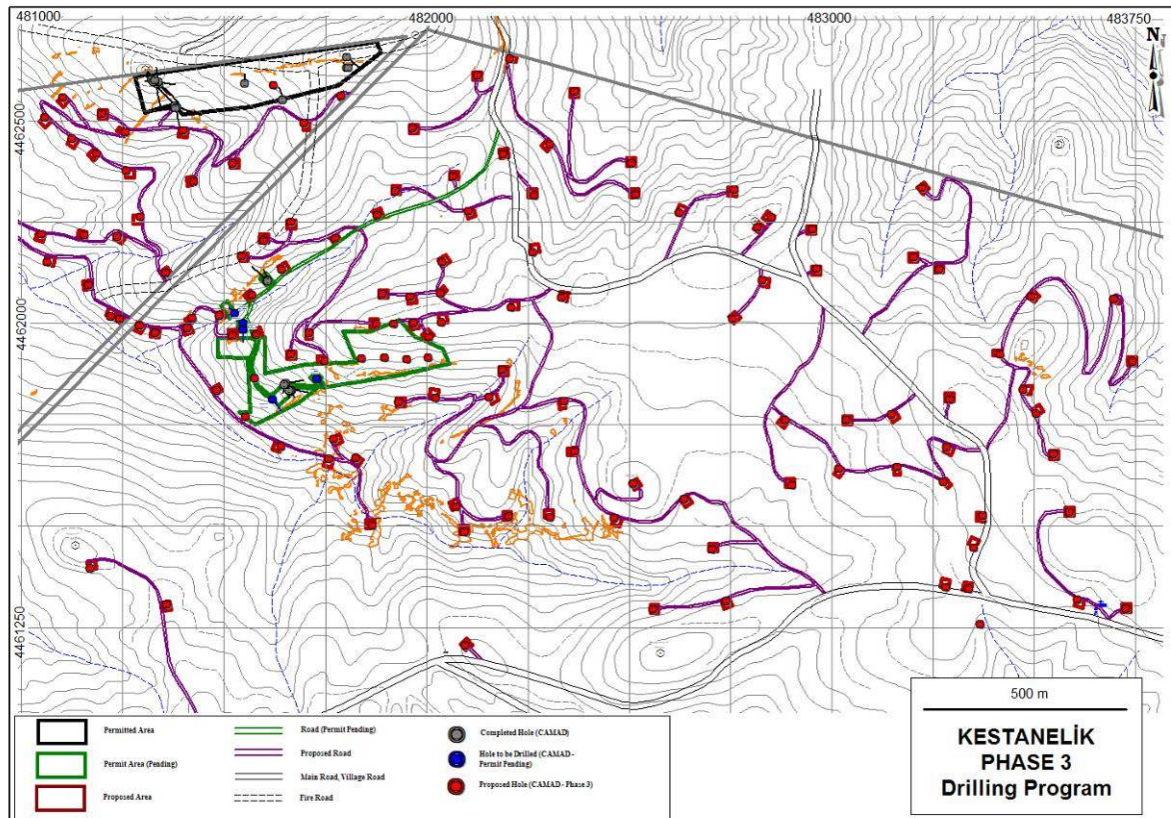 481000
482000
483000
483750
N
4462500
4462000
4461250
500 m
KESTANELİK
PHASE 3
Drilling Program
Permitted Area
Permit Area (Pending)
Proposed Area
Road (Permit Pending)
Proposed Road
Main Road, Village Road
Fire Road
Completed Hole (CAMAD)
Hole to be Drilled (CAMAD -
Permit Pending)
Proposed Hole (CAMAD - Phase 3)